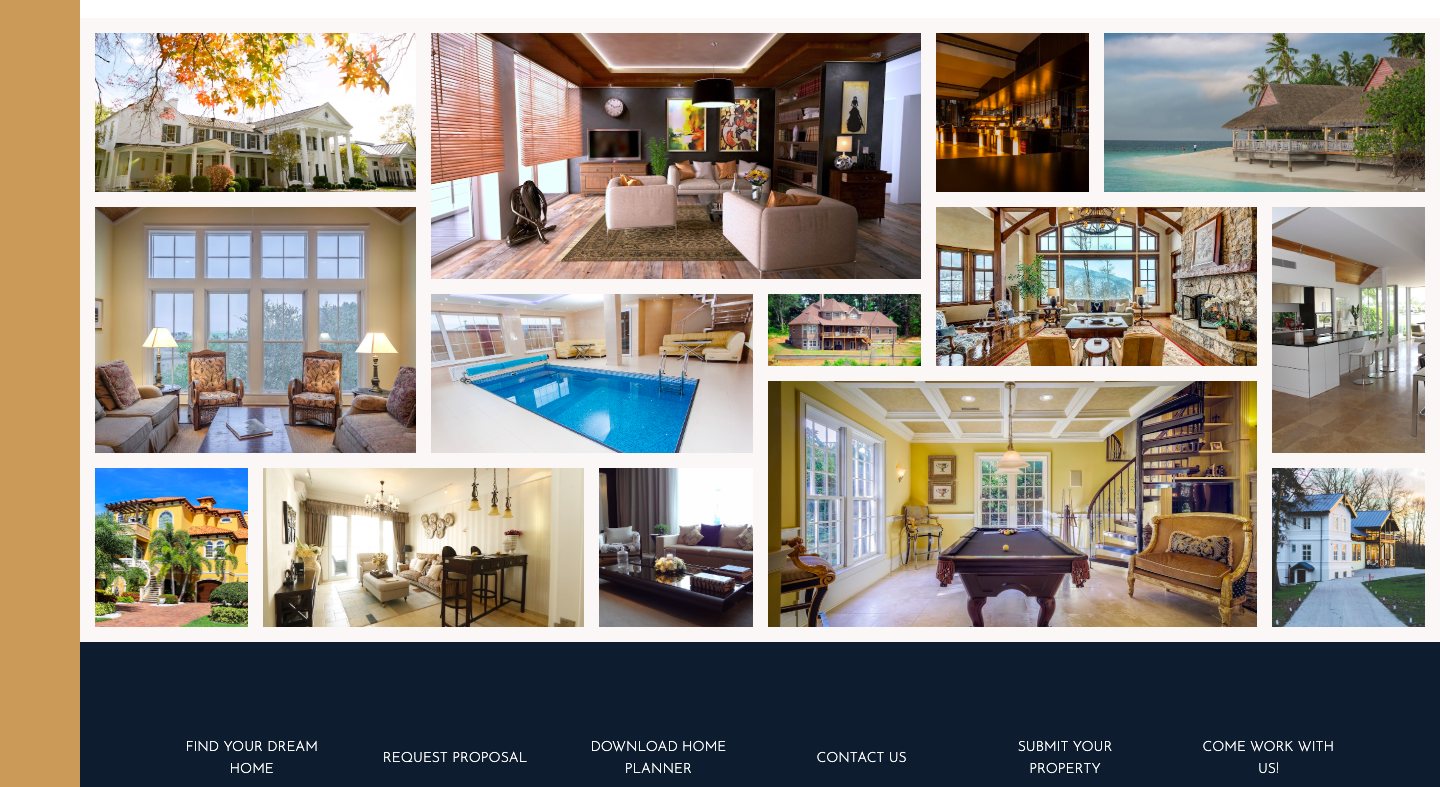 FIND YOUR DREAM
HOME
REQUEST PROPOSAL
DOWNLOAD HOME
PLANNER
CONTACT US
SUBMIT YOUR
PROPERTY
COME WORK WITH
US!